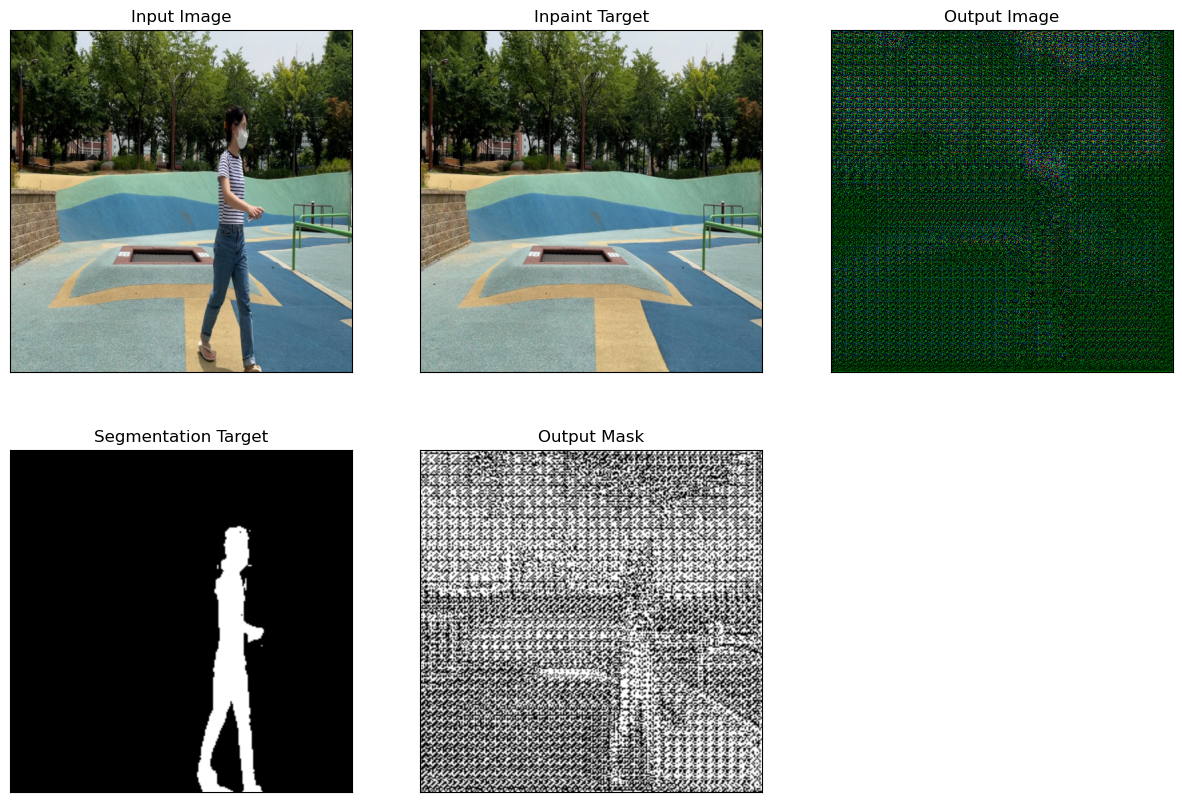 Input Image
Inpaint Target
Output Image
Segmentation Target
Output Mask